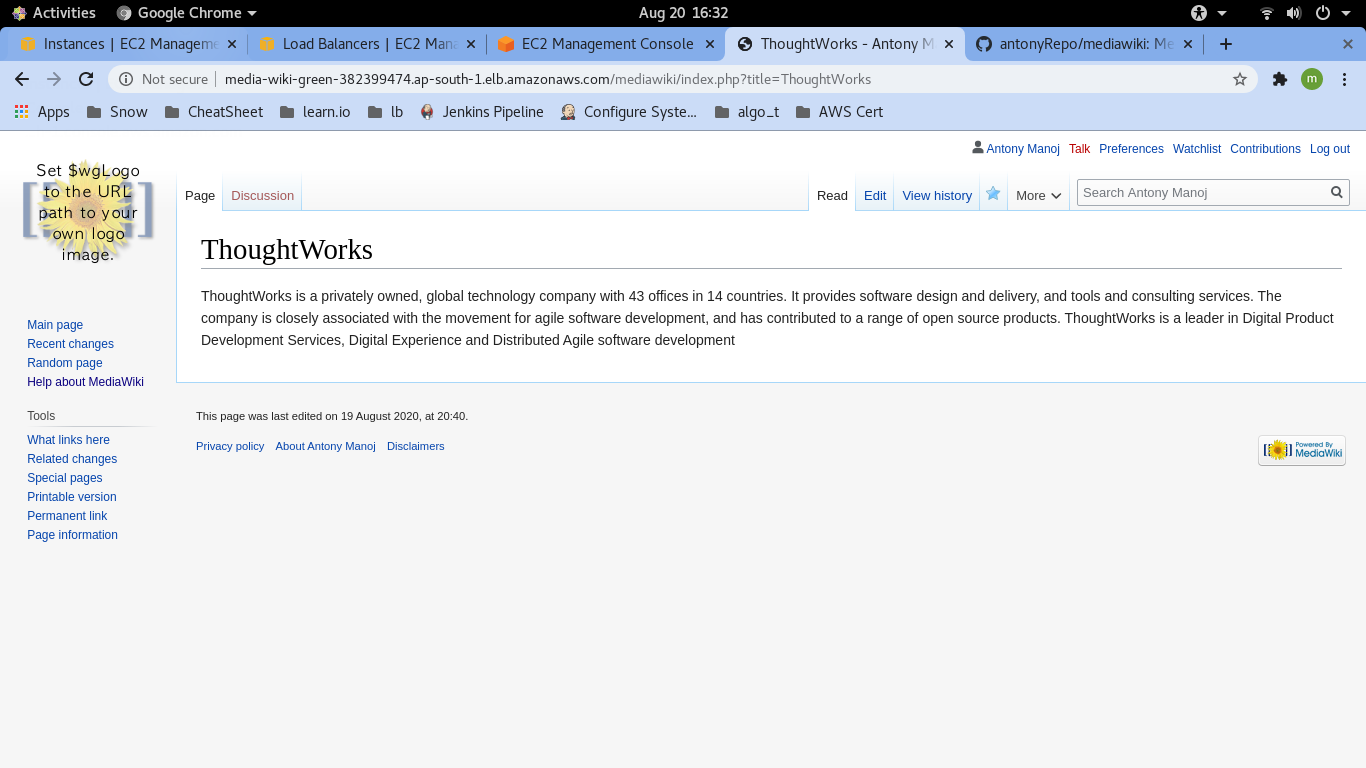 Activities Google Chrome Aug 20 16:32
Instances | EC2 Manageme Load Balancers | EC2 Mana EC2 Management Console ThoughtWorks - Antony M antonyRepo/mediawiki: Me
Not secure media-wiki-green-382399474.ap-south-1.elb.amazonaws.com/mediawiki/index.php?title=ThoughtWorks m
Apps Snow CheatSheet learn.io lb Jenkins Pipeline Configure Syste... algo_t AWS Cert
Antony Manoj Talk Preferences Watchlist Contributions Log out
Set $wgLogo
to the URL
path to your
own logo
image.
Page Discussion Read Edit View history More Search Antony Manoj
ThoughtWorks
ThoughtWorks is a privately owned, global technology company with 43 offices in 14 countries. It provides software design and delivery, and tools and consulting services. The
company is closely associated with the movement for agile software development, and has contributed to a range of open source products. ThoughtWorks is a leader in Digital Product
Development Services, Digital Experience and Distributed Agile software development
Main page
Recent changes
Random page
Help about MediaWiki
Tools
What links here
Related changes
Special pages
Printable version
Permanent link
Page information
This page was last edited on 19 August 2020, at 20:40.
Privacy policy About Antony Manoj Disclaimers
Powered By
MediaWiki